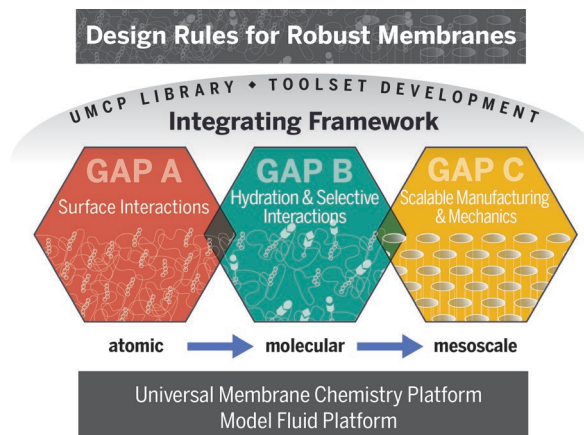 Design Rules for Robust Membranes
UMCP LIBRARY ◆ TOOLSET DEVELOPMENT
Integrating Framework
GAP A
Surface Interactions
GAP B
Hydration & Selective
Interactions
GAP C
Scalable Manufacturing
& Mechanics
atomic
molecular
mesoscale
Universal Membrane Chemistry Platform
Model Fluid Platform